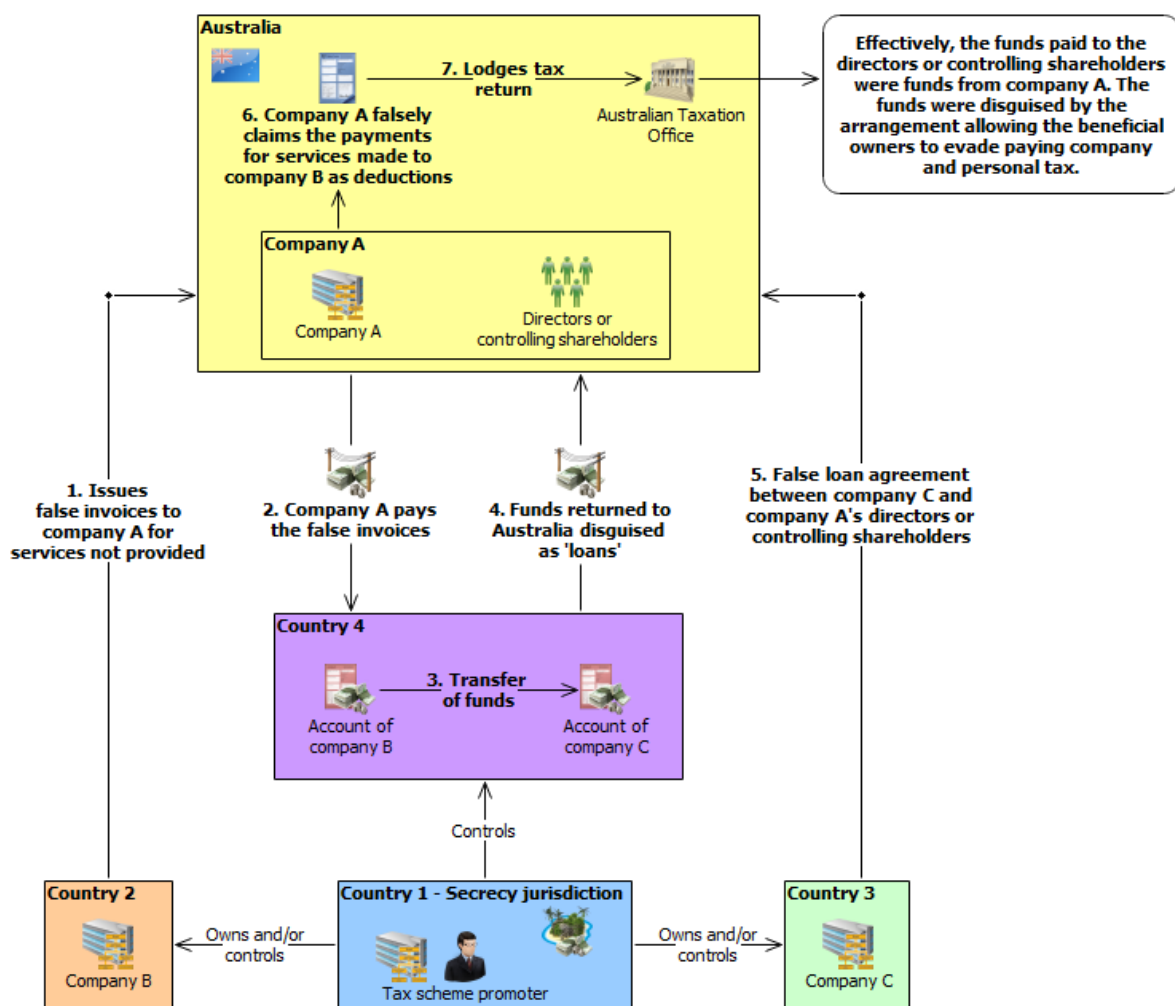 Australia
7. Lodges tax
return
Australian Taxation
Office
6. Company A falsely
claims the payments
for services made to
company B as deductions
Effectively, the funds paid to the
directors or controlling shareholders
were funds from company A. The
funds were disguised by the
arrangement allowing the beneficial
owners to evade paying company
and personal tax.
Company A
Company A
Directors or
controlling shareholders
1. Issues
false invoices to
company A for
services not provided
2. Company A pays
the false invoices
4. Funds returned to
Australia disguised
as 'loans'
5. False loan agreement
between company C and
company A's directors or
controlling shareholders
Country 4
3. Transfer
of funds
Account of
company B
Account of
company C
Controls
Country 2
Company B
Owns and/or
controls
Country 1 - Secrecy jurisdiction
Tax scheme promoter
Owns and/or
controls
Country 3
Company C